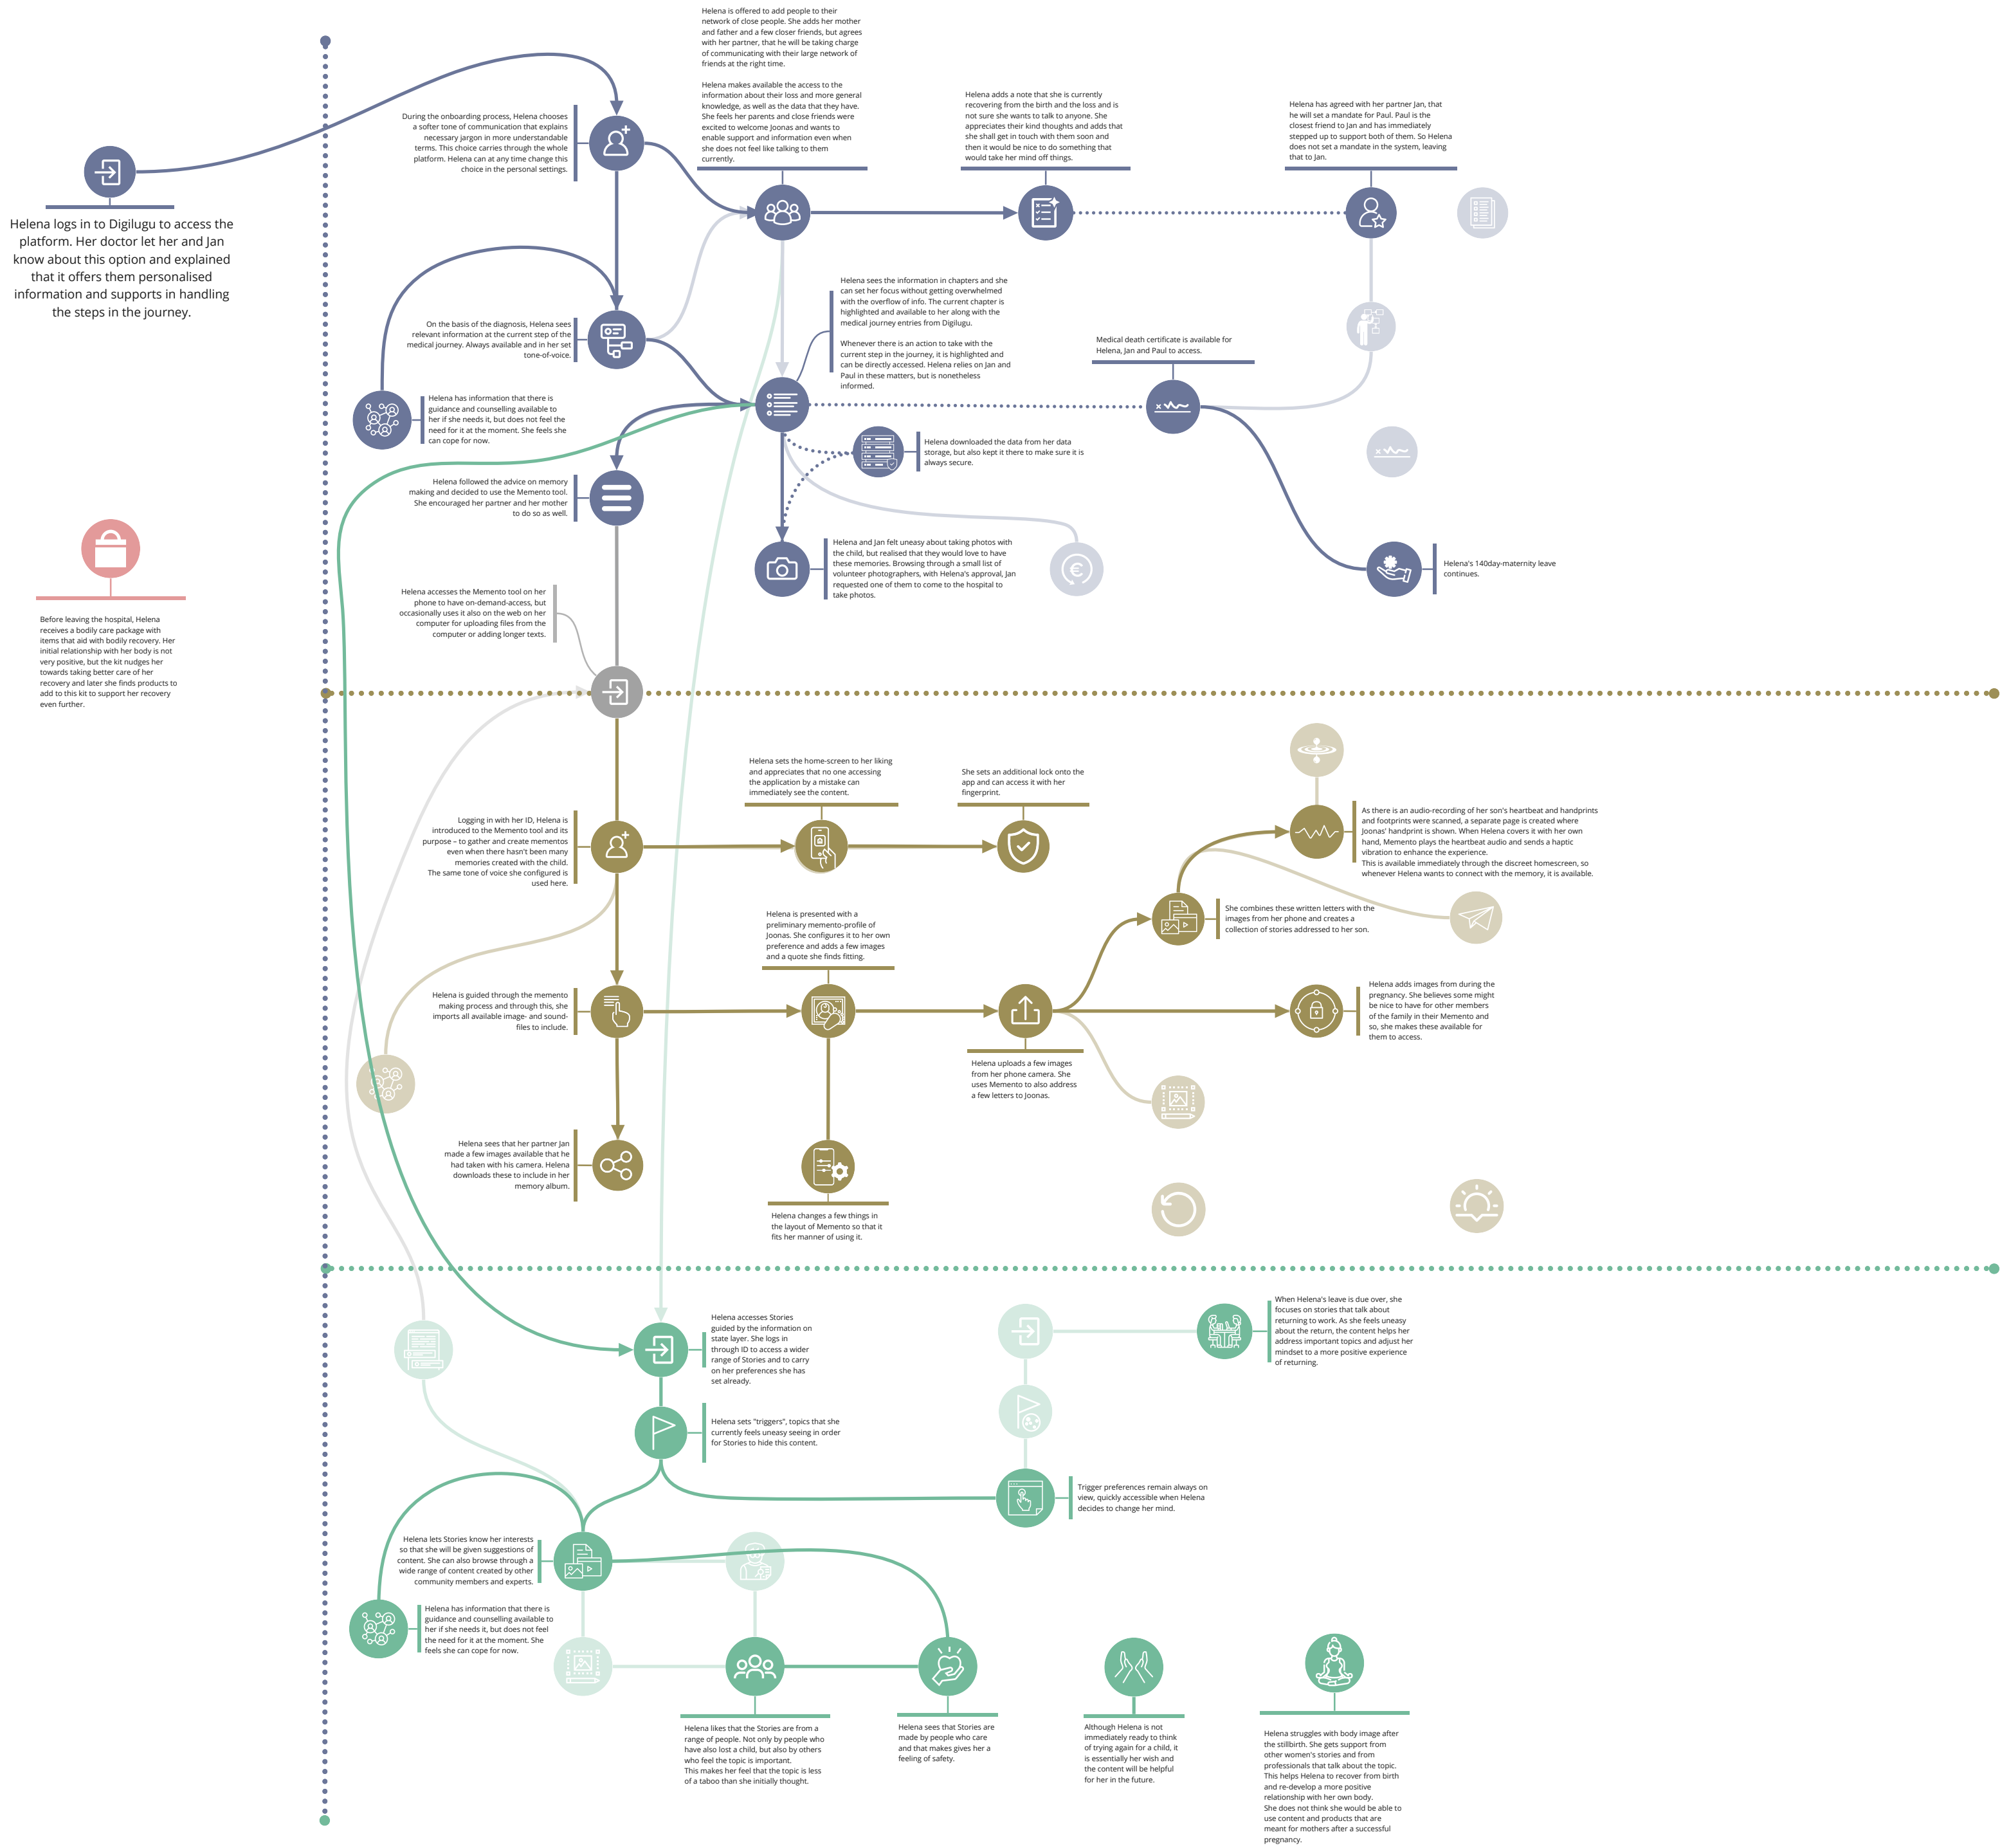 Helena is offered to add people to their
network of close people. She adds her mother
and father and a few closer friends, but agrees
with her partner, that he will be taking charge
of communicating with their large network of
friends at the right time.
Helena makes available the access to the
information about their loss and more general
knowledge, as well as the data that they have.
She feels her parents and close friends were
excited to welcome Joonas and wants to
enable support and information even when
she does not feel like talking to them
currently.
Helena adds a note that she is currently
recovering from the birth and the loss and is
not sure she wants to talk to anyone. She
appreciates their kind thoughts and adds that
she shall get in touch with them soon and
then it would be nice to do something that
would take her mind off things.
Helena has agreed with her partner Jan, that
he will set a mandate for Paul. Paul is the
closest friend to Jan and has immediately
stepped up to support both of them. So Helena
does not set a mandate in the system, leaving
that to Jan.
During the onboarding process, Helena chooses
a softer tone of communication that explains
necessary jargon in more understandable
terms. This choice carries through the whole
platform. Helena can at any time change this
choice in the personal settings.
Helena logs in to Digilugu to access the
platform. Her doctor let her and Jan
know about this option and explained
that it offers them personalised
information and supports in handling
the steps in the journey.
Helena sees the information in chapters and she
can set her focus without getting overwhelmed
with the overflow of info. The current chapter is
highlighted and available to her along with the
medical journey entries from Digilugu.
Whenever there is an action to take with the
current step in the journey, it is highlighted and
can be directly accessed. Helena relies on Jan and
Paul in these matters, but is nonetheless
informed.
On the basis of the diagnosis, Helena sees
relevant information at the current step of the
medical journey. Always available and in her set
tone-of-voice.
Medical death certificate is available for
Helena, Jan and Paul to access.
Helena has information that there is
guidance and counselling available to
her if she needs it, but does not feel the
need for it at the moment. She feels she
can cope for now.
Helena downloaded the data from her data
storage, but also kept it there to make sure it is
always secure.
Helena followed the advice on memory
making and decided to use the Memento tool.
She encouraged her partner and her mother
to do so as well.
Helena and Jan felt uneasy about taking photos with
the child, but realised that they would love to have
these memories. Browsing through a small list of
volunteer photographers, with Helena's approval, Jan
requested one of them to come to the hospital to
take photos.
Helena's 140day-maternity leave
continues.
Helena accesses the Memento tool on her
phone to have on-demand-access, but
occasionally uses it also on the web on her
computer for uploading files from the
computer or adding longer texts.
Before leaving the hospital, Helena
receives a bodily care package with
items that aid with bodily recovery. Her
initial relationship with her body is not
very positive, but the kit nudges her
towards taking better care of her
recovery and later she finds products to
add to this kit to support her recovery
even further.
Helena sets the home-screen to her liking
and appreciates that no one accessing
the application by a mistake can
immediately see the content.
She sets an additional lock onto the
app and can access it with her
fingerprint.
Logging in with her ID, Helena is
introduced to the Memento tool and its
purpose – to gather and create mementos
even when there hasn't been many
memories created with the child.
The same tone of voice she configured is
used here.
As there is an audio-recording of her son's heartbeat and handprints
and footprints were scanned, a separate page is created where
Joonas' handprint is shown. When Helena covers it with her own
hand, Memento plays the heartbeat audio and sends a haptic
vibration to enhance the experience.
This is available immediately through the discreet homescreen, so
whenever Helena wants to connect with the memory, it is available.
She combines these written letters with the
images from her phone and creates a
collection of stories addressed to her son.
Helena is presented with a
preliminary memento-profile of
Joonas. She configures it to her own
preference and adds a few images
and a quote she finds fitting.
Helena is guided through the memento
making process and through this, she
imports all available image- and sound-
files to include.
Helena adds images from during the
pregnancy. She believes some might
be nice to have for other members
of the family in their Memento and
so, she makes these available for
them to access.
Helena uploads a few images
from her phone camera. She
uses Memento to also address
a few letters to Joonas.
Helena sees that her partner Jan
made a few images available that he
had taken with his camera. Helena
downloads these to include in her
memory album.
Helena changes a few things in
the layout of Memento so that it
fits her manner of using it.
Helena accesses Stories
guided by the information on
state layer. She logs in
through ID to access a wider
range of Stories and to carry
on her preferences she has
set already.
When Helena's leave is due over, she
focuses on stories that talk about
returning to work. As she feels uneasy
about the return, the content helps her
address important topics and adjust her
mindset to a more positive experience
of returning.
Helena sets "triggers", topics that she
currently feels uneasy seeing in order
for Stories to hide this content.
Trigger preferences remain always on
view, quickly accessible when Helena
decides to change her mind.
Helena lets Stories know her interests
so that she will be given suggestions of
content. She can also browse through a
wide range of content created by other
community members and experts.
Helena has information that there is
guidance and counselling available to
her if she needs it, but does not feel
the need for it at the moment. She
feels she can cope for now.
Helena likes that the Stories are from a
range of people. Not only by people who
have also lost a child, but also by others
who feel the topic is important.
This makes her feel that the topic is less
of a taboo than she initially thought.
Helena sees that Stories are
made by people who care
and that makes gives her a
feeling of safety.
Although Helena is not
immediately ready to think
of trying again for a child, it
is essentially her wish and
the content will be helpful
for her in the future.
Helena struggles with body image after
the stillbirth. She gets support from
other women's stories and from
professionals that talk about the topic.
This helps Helena to recover from birth
and re-develop a more positive
relationship with her own body.
She does not think she would be able to
use content and products that are
meant for mothers after a successful
pregnancy.